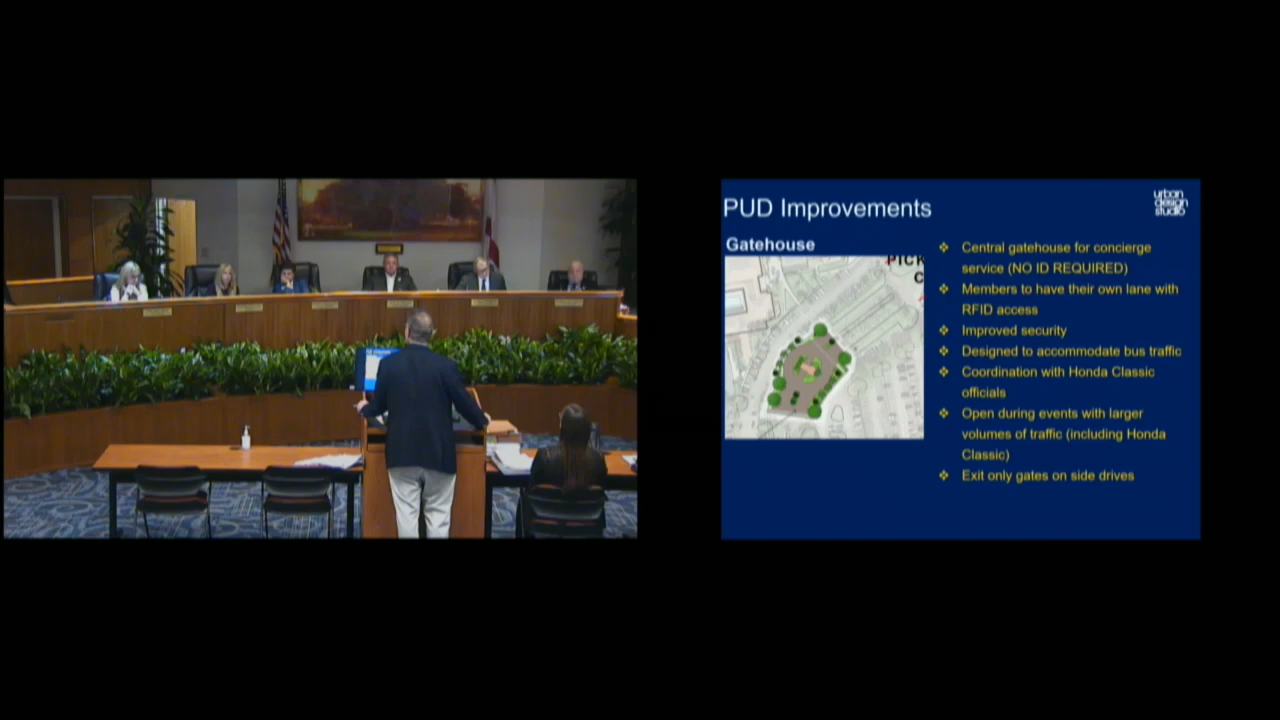 PUD Improvements
urban
design
studio
Gatehouse
PICK
C
❖ Central gatehouse for concierge
service (NO ID REQUIRED)
❖ Members to have their own lane with
RFID access
❖ Improved security
❖ Designed to accommodate bus traffic
❖ Coordination with Honda Classic
officials
❖ Open during events with larger
volumes of traffic (including Honda
Classic)
❖ Exit only gates on side drives